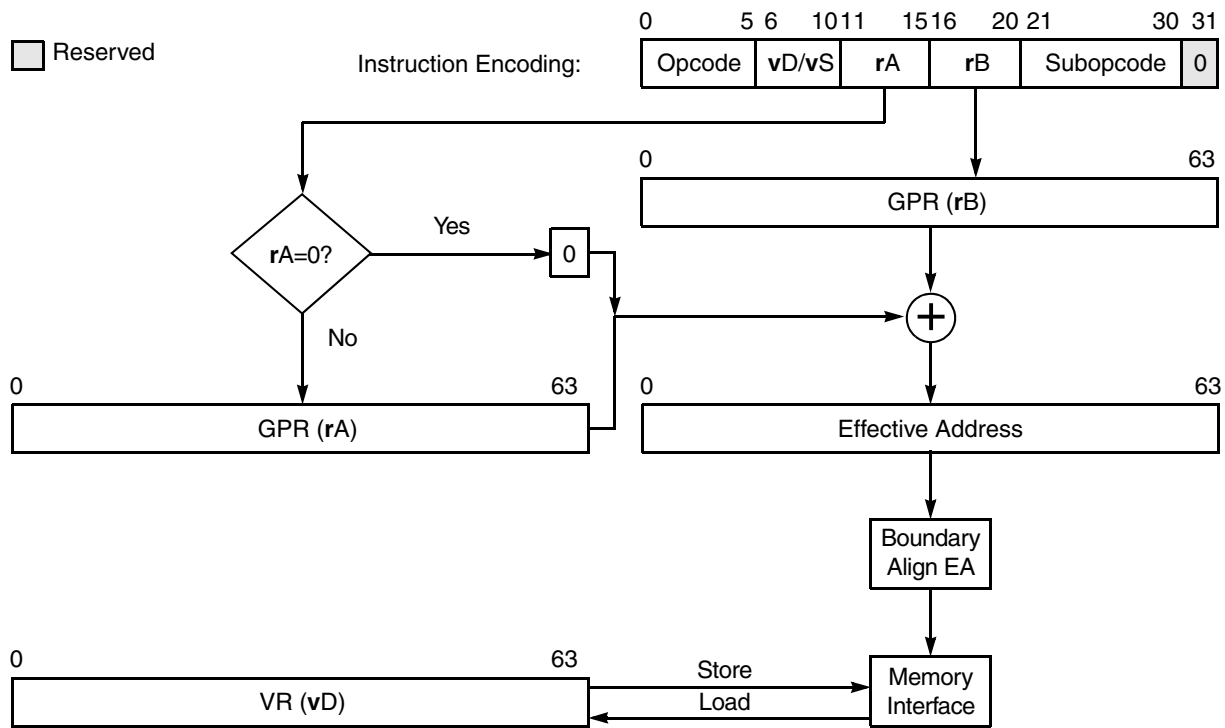 0 5 6 10 11 15 16 20 21 30 31
Reserved
Instruction Encoding:
Opcode vD/vS rA rB Subopcode 0
0 63
GPR (rB)
rA=0?
Yes
0
+
No
0 63
GPR (rA)
0 63
Effective Address
Boundary
Align EA
0 63
VR (vD)
Store
Load
Memory
Interface